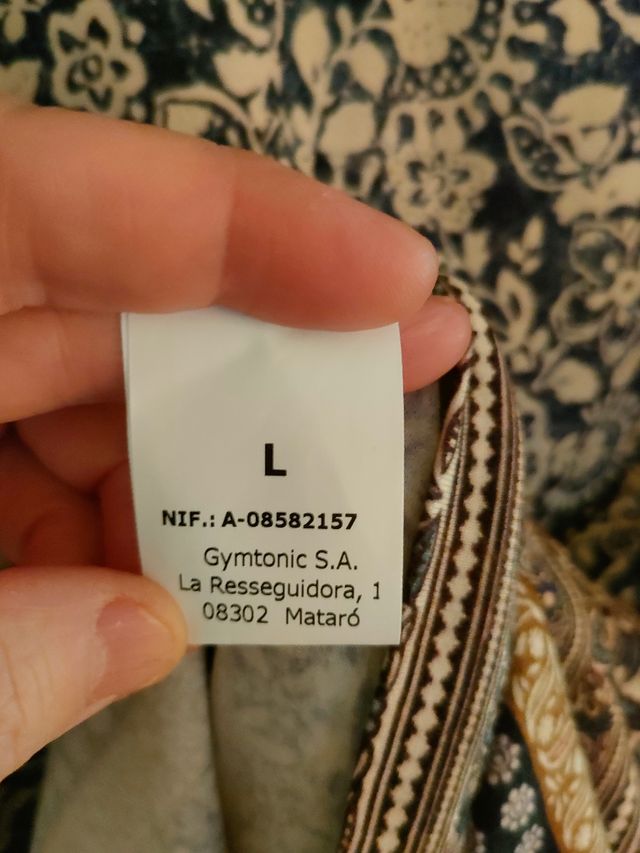 L
NIF.: A-08582157
Gymtonic S.A.
La Resseguidora, 1
08302 Mataró